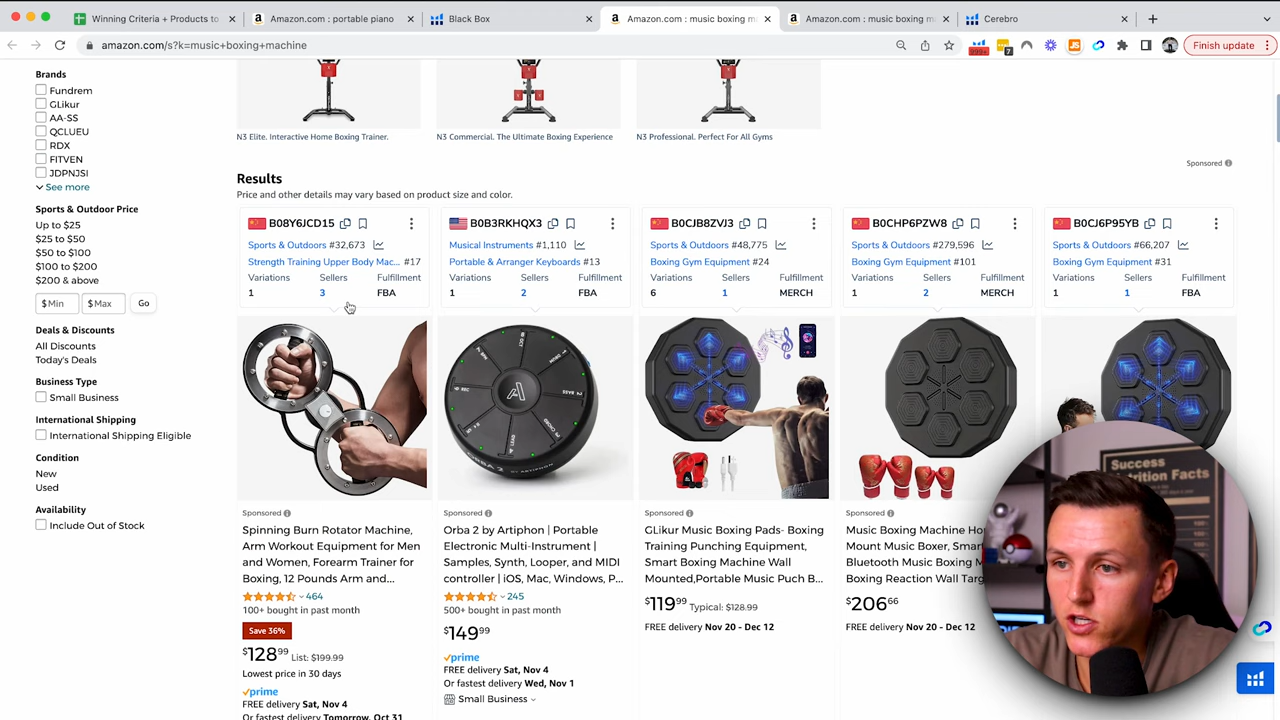 Winning Criteria + Products to
Amazon.com : portable piano
Black Box
Amazon.com : music boxing m
Amazon.com : music boxing m
Cerebro
amazon.com/s?k=music+boxing+machine
Finish update
Brands
Fundrem
GLikur
AA-SS
QCLUEU
RDX
FITVEN
JDPNJSI
See more
Sports & Outdoor Price
Up to $25
$25 to $50
$50 to $100
$100 to $200
$200 & above
$ Min
$ Max
Go
Deals & Discounts
All Discounts
Today's Deals
Business Type
Small Business
International Shipping
International Shipping Eligible
Condition
New
Used
Availability
Include Out of Stock
N3 Elite. Interactive Home Boxing Trainer.
N3 Commercial. The Ultimate Boxing Experience
N3 Professional. Perfect For All Gyms
Sponsored
Results
Price and other details may vary based on product size and color.
B08Y6JCD15
Sports & Outdoors #32,673
Strength Training Upper Body Mac... #17
Variations Sellers Fulfillment
1 3 FBA
Sponsored
Spinning Burn Rotator Machine,
Arm Workout Equipment for Men
and Women, Forearm Trainer for
Boxing, 12 Pounds Arm and...
464
100+ bought in past month
Save 36%
$128 99 List: $199.99
Lowest price in 30 days
prime
FREE delivery Sat, Nov 4
Or fastest delivery Tomorrow, Oct 31
B0B3RKHQX3
Musical Instruments #1,110
Portable & Arranger Keyboards #13
Variations Sellers Fulfillment
1 2 FBA
Sponsored
Orba 2 by Artiphon | Portable
Electronic Multi-Instrument |
Samples, Synth, Looper, and MIDI
controller | iOS, Mac, Windows, P...
245
500+ bought in past month
$149 99
prime
FREE delivery Sat, Nov 4
Or fastest delivery Wed, Nov 1
Small Business
B0CJB8ZVJ3
Sports & Outdoors #48,775
Boxing Gym Equipment #24
Variations Sellers Fulfillment
6 1 MERCH
Sponsored
GLikur Music Boxing Pads- Boxing
Training Punching Equipment,
Smart Boxing Machine Wall
Mounted,Portable Music Puch B...
$119 99 Typical: $128.99
FREE delivery Nov 20 - Dec 12
B0CHP6PZW8
Sports & Outdoors #279,596
Boxing Gym Equipment #101
Variations Sellers Fulfillment
1 2 MERCH
Sponsored
Music Boxing Machine Ho
Mount Music Boxer, Smar
Bluetooth Music Boxing M
Boxing Reaction Wall Targ
$206 66
FREE delivery Nov 20 - Dec 12
B0CJ6P95YB
Sports & Outdoors #66,207
Boxing Gym Equipment #31
Variations Sellers Fulfillment
1 1 FBA
Success
Nutrition Facts